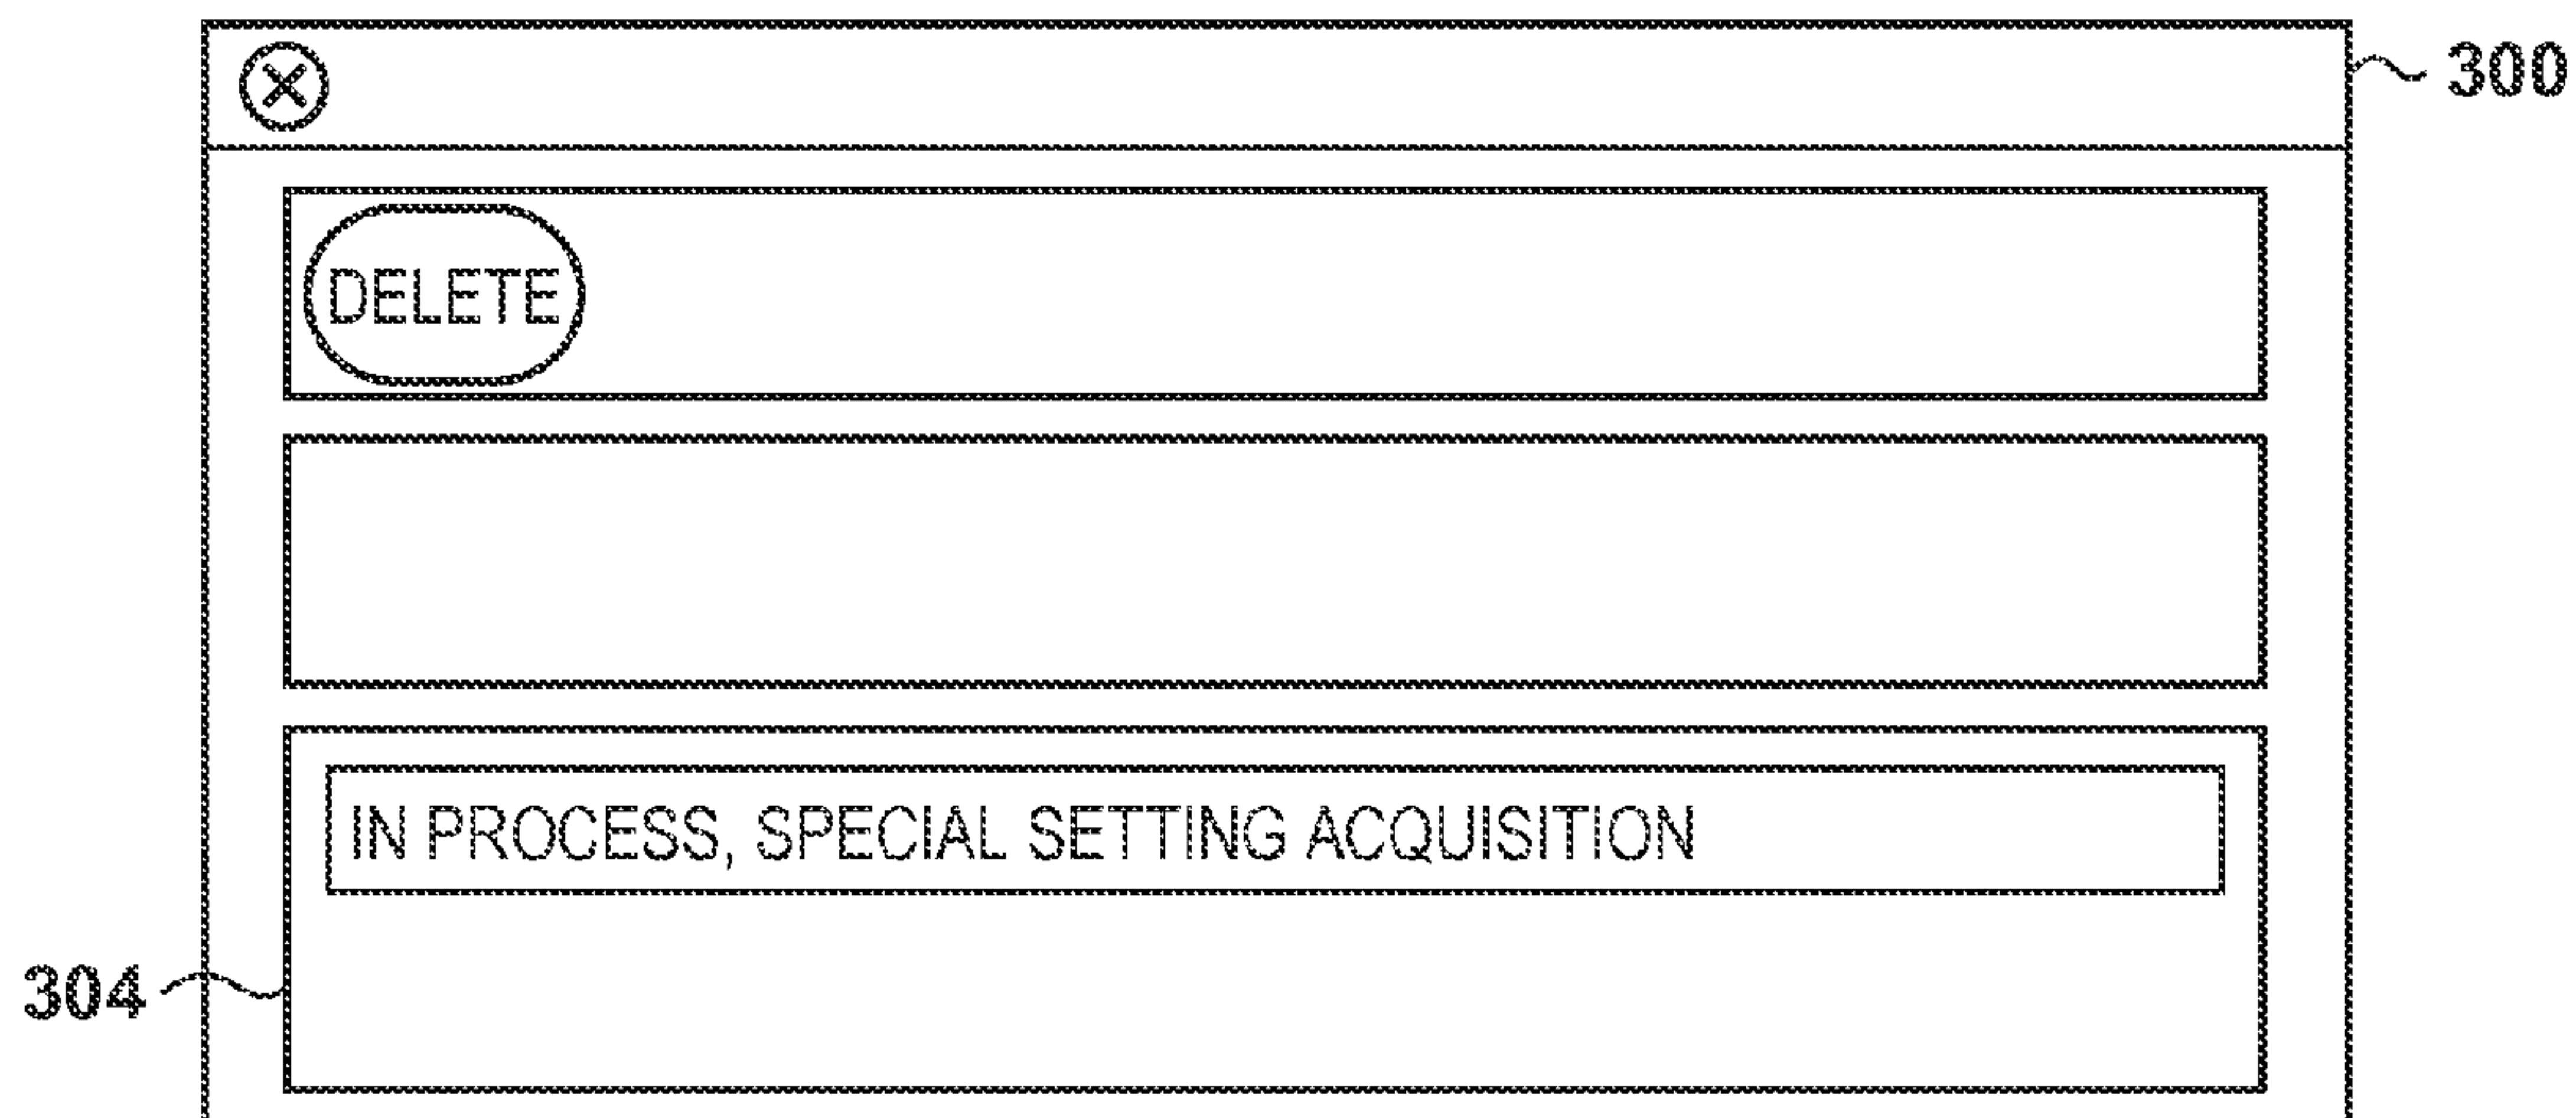 300
DELETE
IN PROCESS, SPECIAL SETTING ACQUISITION
304